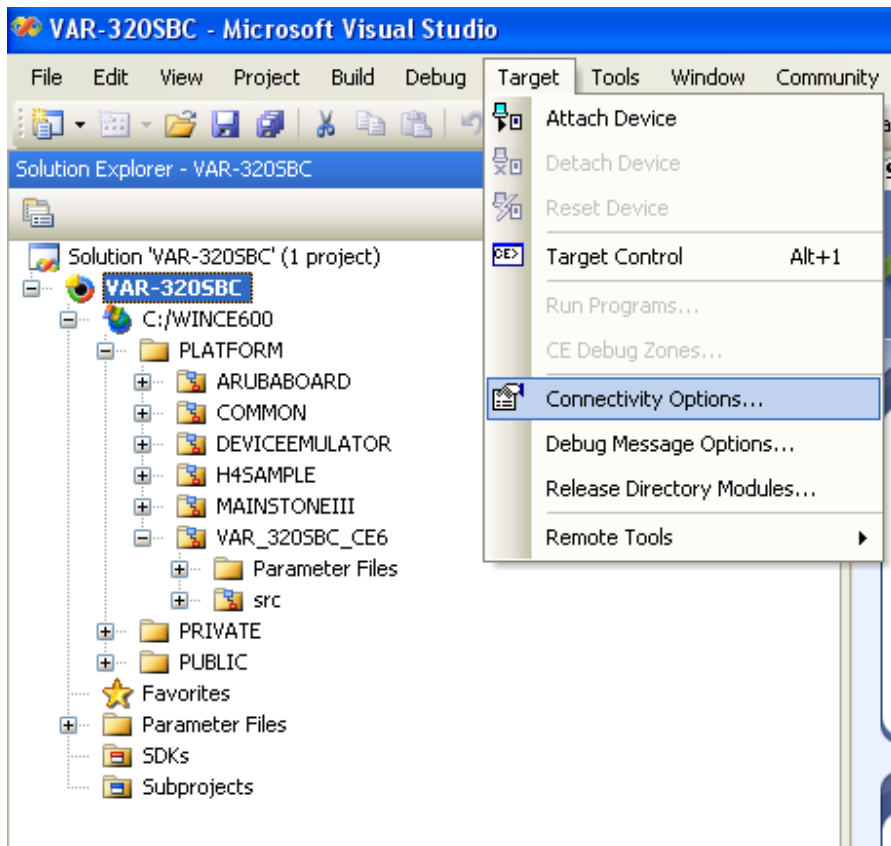 VAR-320SBC - Microsoft Visual Studio
File Edit View Project Build Debug Target Tools Window Community
Solution Explorer - VAR-320SBC
Solution 'VAR-320SBC' (1 project)
VAR-320SBC
C:/WINCE600
PLATFORM
ARUBABOARD
COMMON
DEVICEEMULATOR
H4SAMPLE
MAINSTONEIII
VAR_320SBC_CE6
Parameter Files
src
PRIVATE
PUBLIC
Favorites
Parameter Files
SDKs
Subprojects
Attach Device
Detach Device
Reset Device
CE> Target Control Alt+1
Run Programs...
CE Debug Zones...
Connectivity Options...
Debug Message Options...
Release Directory Modules...
Remote Tools